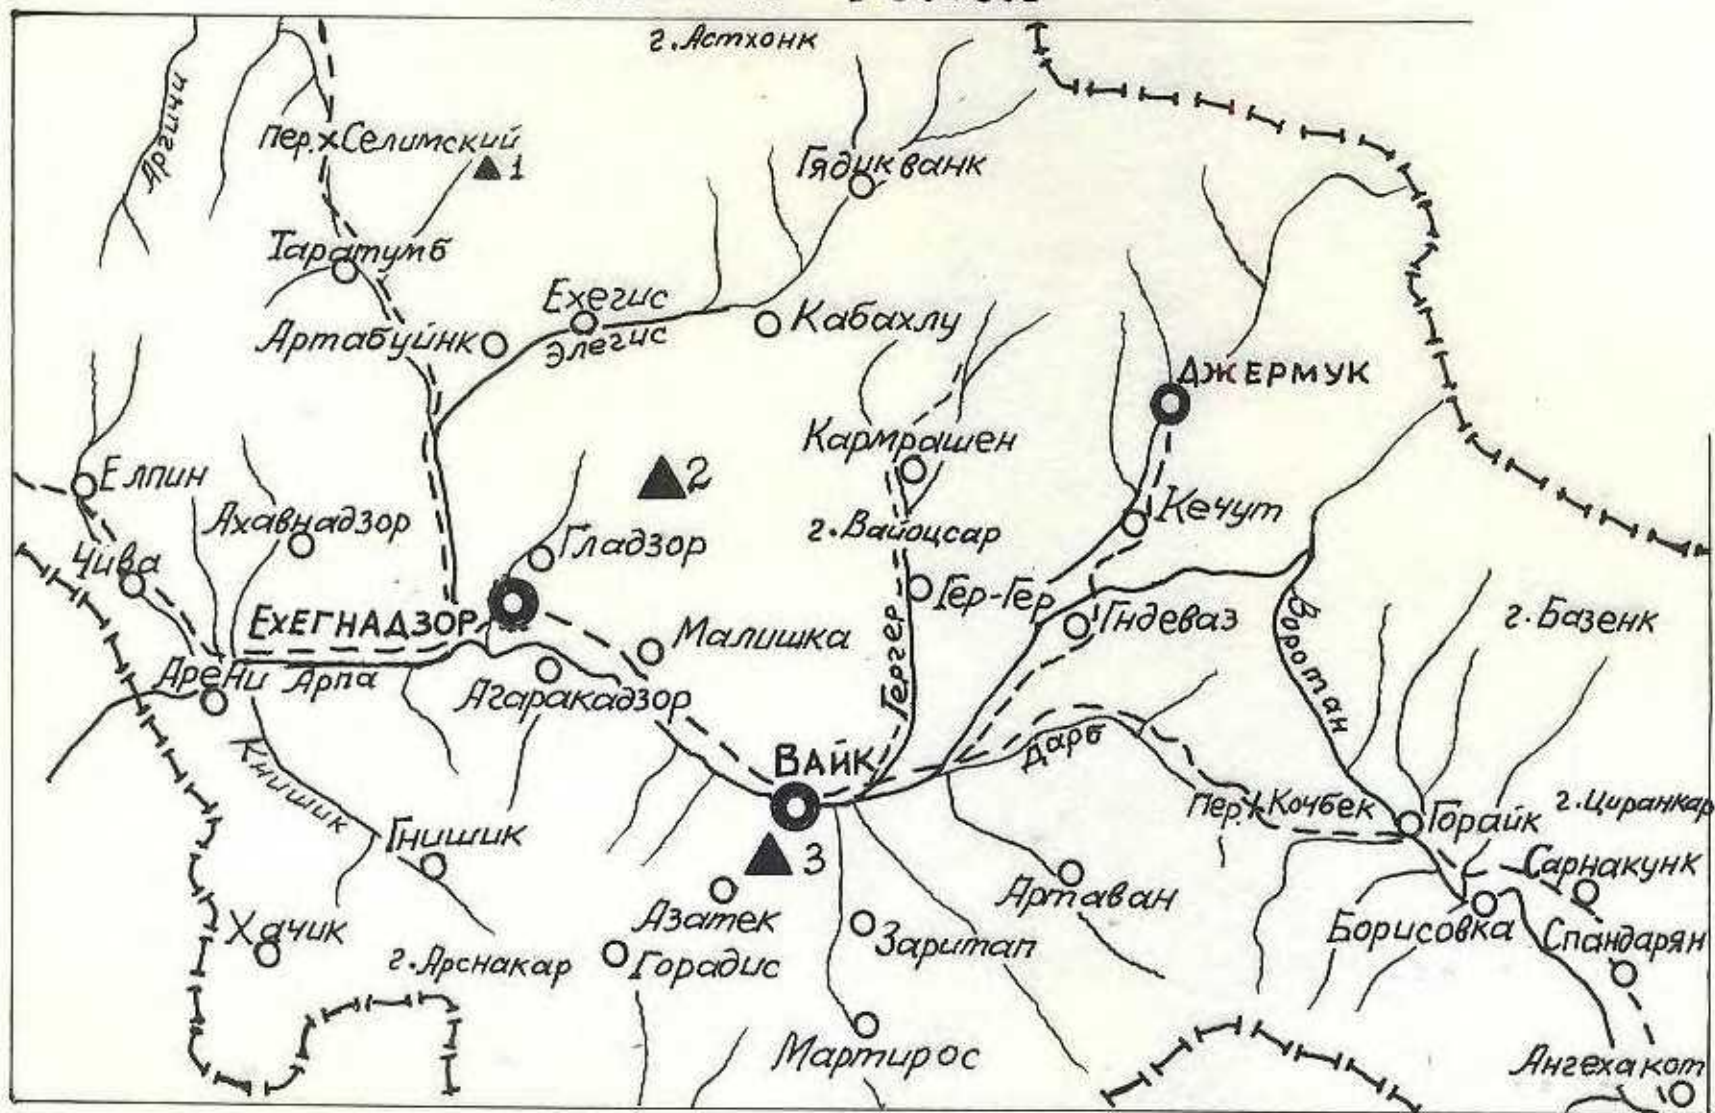 г. Астхонк
Аргичи
пер. х Селимский
1
Гядикванк
Таратумб
Ехегис
Элегис
Кабахлу
Артабуйнк
Джермук
Кармрашен
2
Елпин
Кечут
Ахавнадзор
г. Вайоцсар
Гладзор
Чива
Гер-Гер
Гндеваз
г. Базенк
Ехегнадзор
Малишка
Воротан
Гергер
Арени
Арпа
Агаракадзор
Дарб
Книшик
Вайк
пер. х Кочбек
Горайк
г. Циранкар
Гнишик
3
Сарнакунк
Артаван
Азатек
Хачик
Заритап
Борисовка
Спандарян
г. Арснакар
Горадис
Мартирос
Ангехакот